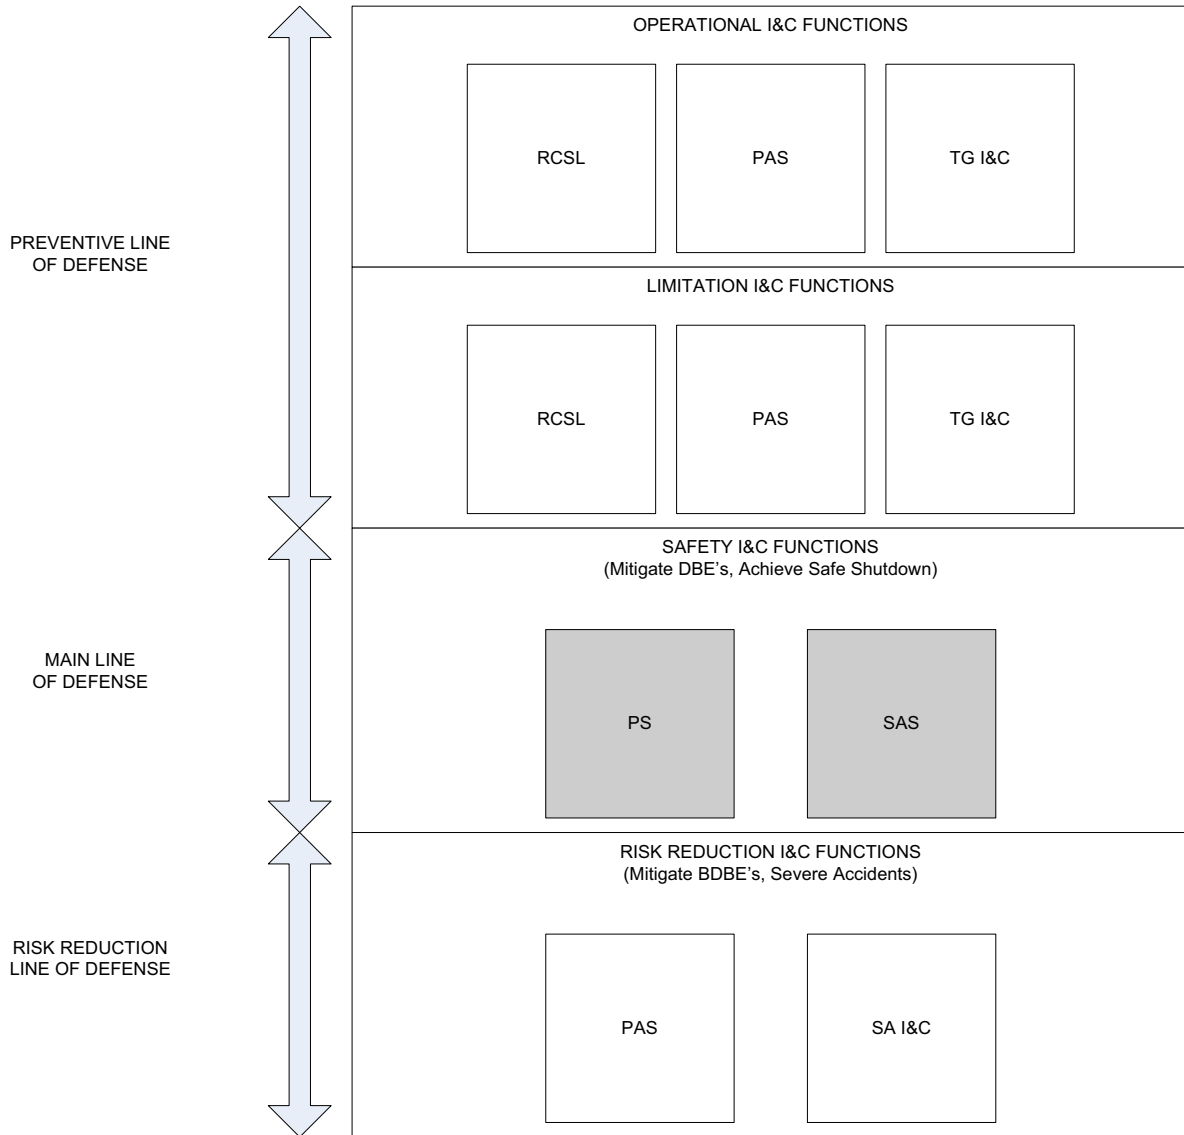 OPERATIONAL I&C FUNCTIONS
RCSL
PAS
TG I&C
PREVENTIVE LINE
OF DEFENSE
LIMITATION I&C FUNCTIONS
RCSL
PAS
TG I&C
SAFETY I&C FUNCTIONS
(Mitigate DBE's, Achieve Safe Shutdown)
MAIN LINE
OF DEFENSE
PS
SAS
RISK REDUCTION I&C FUNCTIONS
(Mitigate BDBE's, Severe Accidents)
RISK REDUCTION
LINE OF DEFENSE
PAS
SA I&C